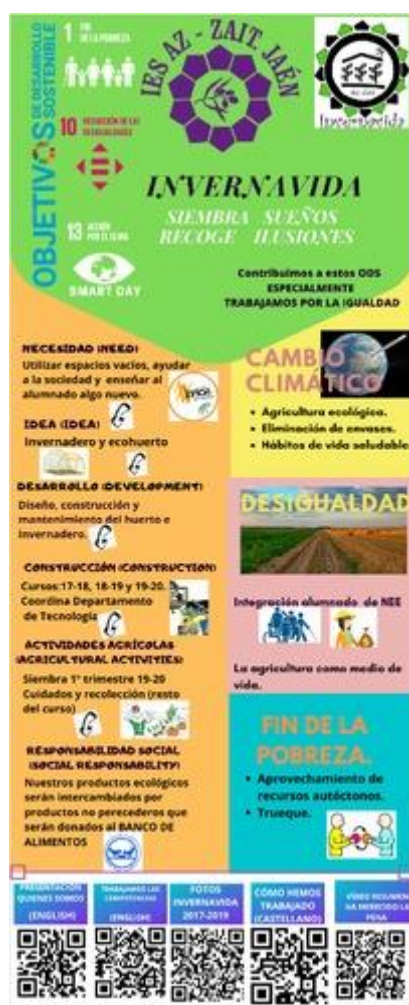 OBJETIVOS
DE DESARROLLO
SOSTENIBLE
1 FIN
DE LA POBREZA
10 REDUCCIÓN DE LAS
DESIGUALDADES
13 ACCIÓN
POR EL CLIMA
SMART DAY
IES AZ - ZAIT. JAÉN
Invernavida
INVERNAVIDA
SIEMBRA SUEÑOS
RECOGE ILUSIONES
Contribuimos a estos ODS
ESPECIALMENTE
TRABAJAMOS POR LA IGUALDAD
NECESIDAD (NEED)
Utilizar espacios vacíos, ayudar
a la sociedad y enseñar al
alumnado algo nuevo.
IDEA (IDEA)
Invernadero y ecohuerto
DESARROLLO (DEVELOPMENT)
Diseño, construcción y
mantenimiento del huerto e
invernadero.
CONSTRUCCIÓN (CONSTRUCTION)
Cursos:17-18, 18-19 y 19-20.
Coordina Departamento
de Tecnología
ACTIVIDADES AGRÍCOLAS
(AGRICULTURAL ACTIVITIES)
Siembra 1º trimestre 19-20
Cuidados y recolección (resto
del curso)
RESPONSABILIDAD SOCIAL
(SOCIAL RESPONSABILITY)
Nuestros productos ecológicos
serán intercambiados por
productos no perecederos que
serán donados al BANCO DE
ALIMENTOS
CAMBIO
CLIMÁTICO
• Agricultura ecológica.
• Eliminación de envases.
• Hábitos de vida saludable
DESIGUALDAD
Integración alumnado de NEE
La agricultura como medio de
vida.
FIN DE LA
POBREZA.
• Aprovechamiento de
recursos autóctonos.
• Trueque.
PRESENTACIÓN
QUIENES SOMOS
(ENGLISH)
TRABAJAMOS LAS
COMPETENCIAS
(ENGLISH)
FOTOS
INVERNAVIDA
2017-2019
CÓMO HEMOS
TRABAJADO
(CASTELLANO)
VÍDEO RESUMEN
HA MERECIDO LA
PENA